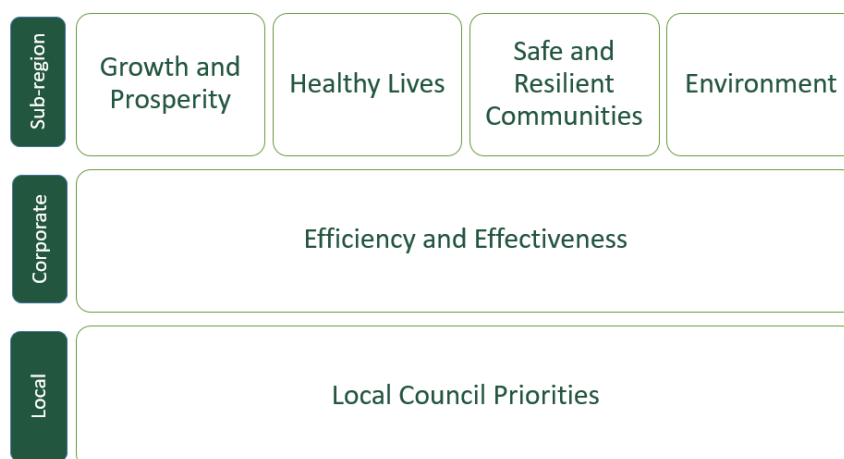 Sub-region
Growth and
Prosperity
Healthy Lives
Safe and
Resilient
Communities
Environment
Corporate
Efficiency and Effectiveness
Local
Local Council Priorities